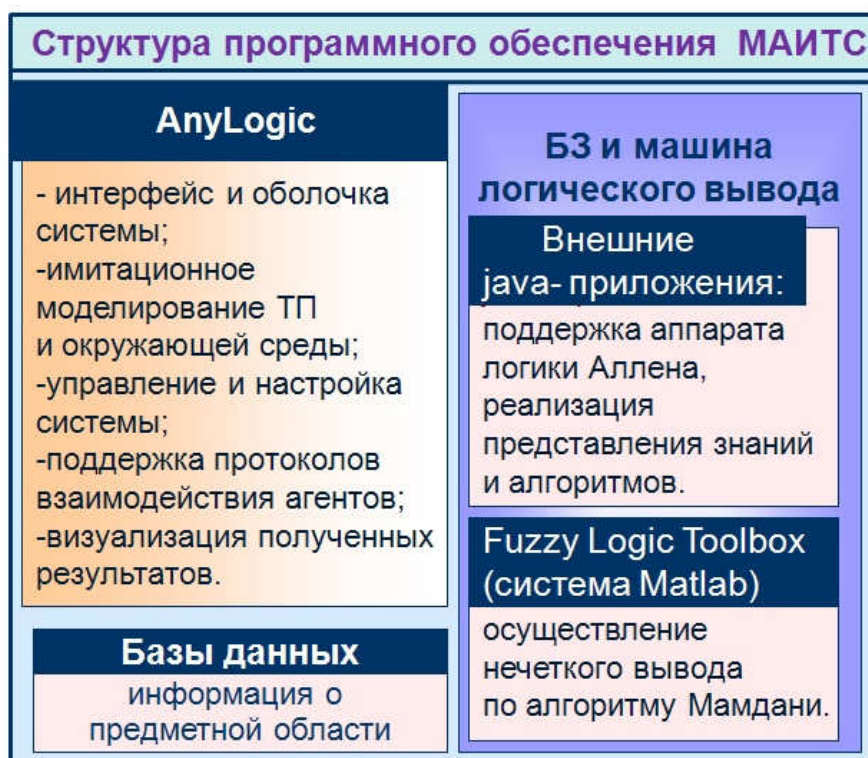 Структура программного обеспечения МАИТС
AnyLogic
- интерфейс и оболочка
системы;
-имитационное
моделирование ТП
и окружающей среды;
-управление и настройка
системы;
-поддержка протоколов
взаимодействия агентов;
-визуализация полученных
результатов.
Базы данных
информация о
предметной области
БЗ и машина
логического вывода
Внешние
java- приложения:
поддержка аппарата
логики Аллена,
реализация
представления знаний
и алгоритмов.
Fuzzy Logic Toolbox
(система Matlab)
осуществление
нечеткого вывода
по алгоритму Мамдани.